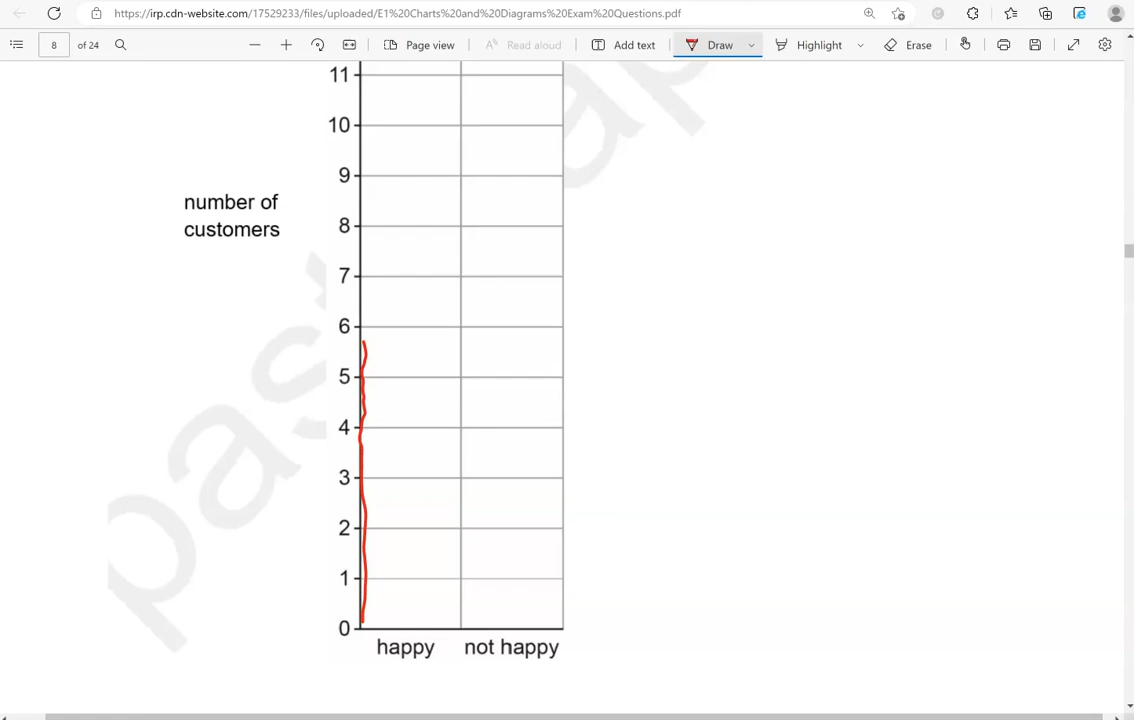 https://irp.cdn-website.com/17529233/files/uploaded/E1%20Charts%20and%20Diagrams%20Exam%20Questions.pdf
8 of 24
Page view
Read aloud
Add text
Draw
Highlight
Erase
11
10
9
number of
customers
8
7
6
5
4
3
2
1
0
happy not happy
past
pap